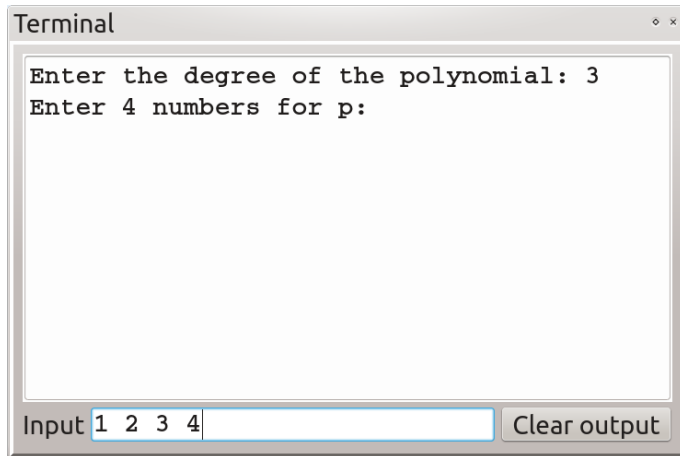 Terminal
Enter the degree of the polynomial: 3
Enter 4 numbers for p:
Input 1 2 3 4 Clear output